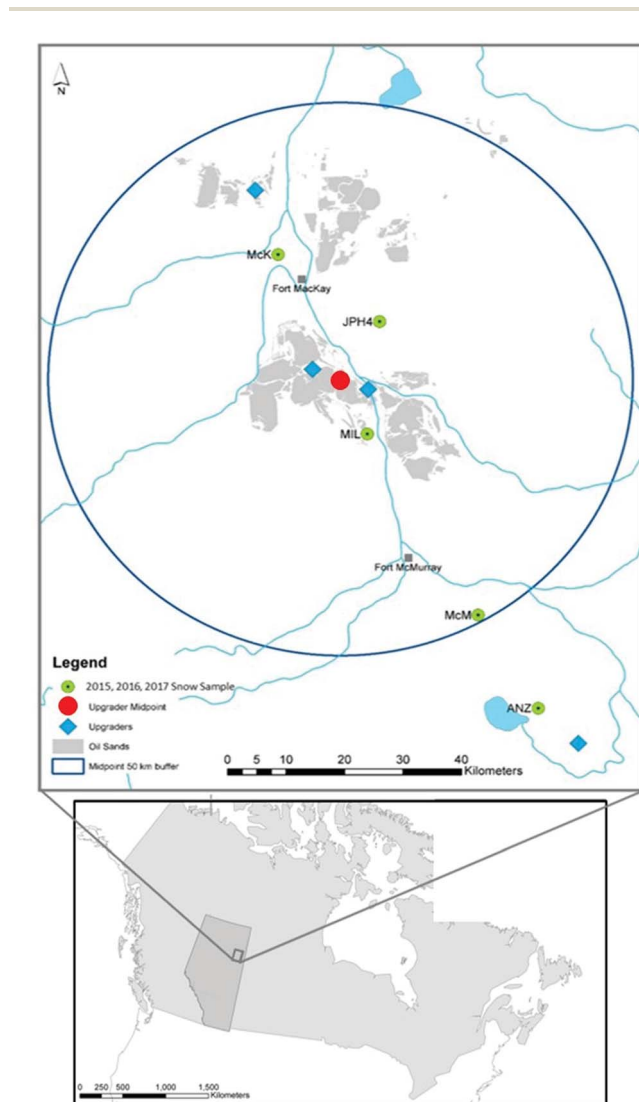 N
McK
Fort MacKay
JPH4
MIL
Fort McMurray
McM
ANZ
Legend
2015, 2016, 2017 Snow Sample
Upgrader Midpoint
Upgraders
Oil Sands
Midpoint 50 km buffer
0 5 10 20 30 40
Kilometers
0 250 500 1,000 1,500
Kilometers